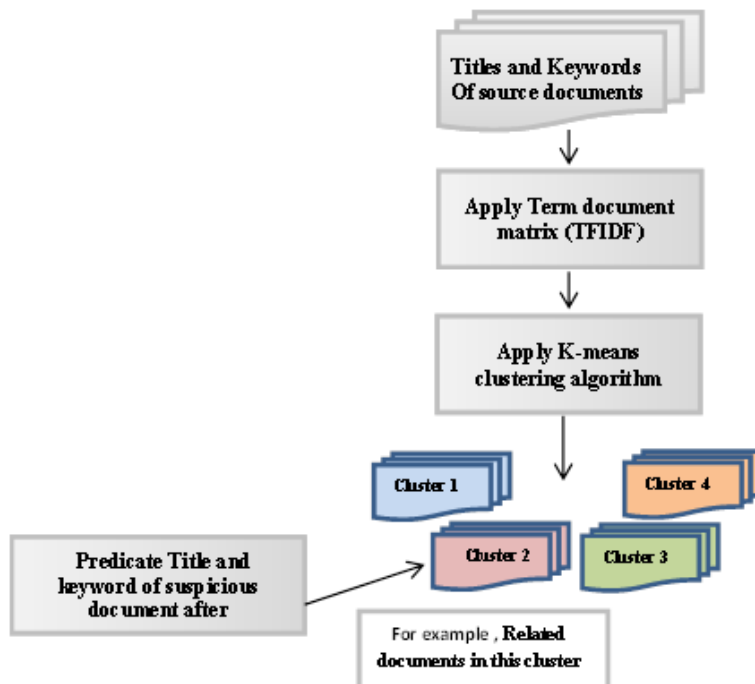 Titles and Keywords
Of source documents
Apply Term document
matrix (TFIDF)
Apply K-means
clustering algorithm
Cluster 1
Cluster 4
Cluster 2
Cluster 3
Predicate Title and
keyword of suspicious
document after
For example , Related
documents in this cluster